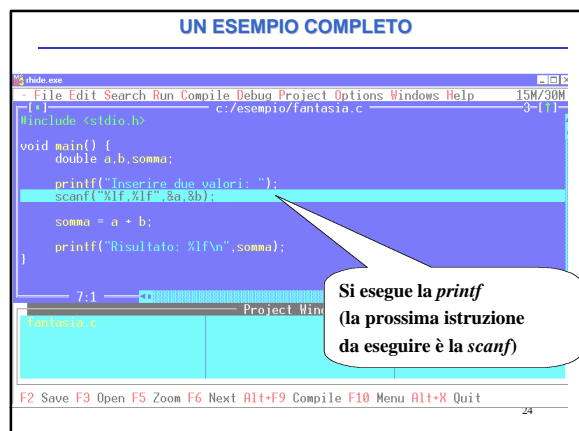 UN ESEMPIO COMPLETO
rhide.exe
- File Edit Search Run Compile Debug Project Options Windows Help 15M/30M
c:/esempio/fantasia.c 3
#include <stdio.h>
void main() {
double a,b,somma;
printf("Inserire due valori: ");
scanf("%lf,%lf",&a,&b);
somma = a + b;
printf("Risultato: %lf\n",somma);
}
7:1
Si esegue la printf
(la prossima istruzione
da eseguire è la scanf)
Project Wind
fantasia.c
F2 Save F3 Open F5 Zoom F6 Next Alt+F9 Compile F10 Menu Alt+X Quit
24